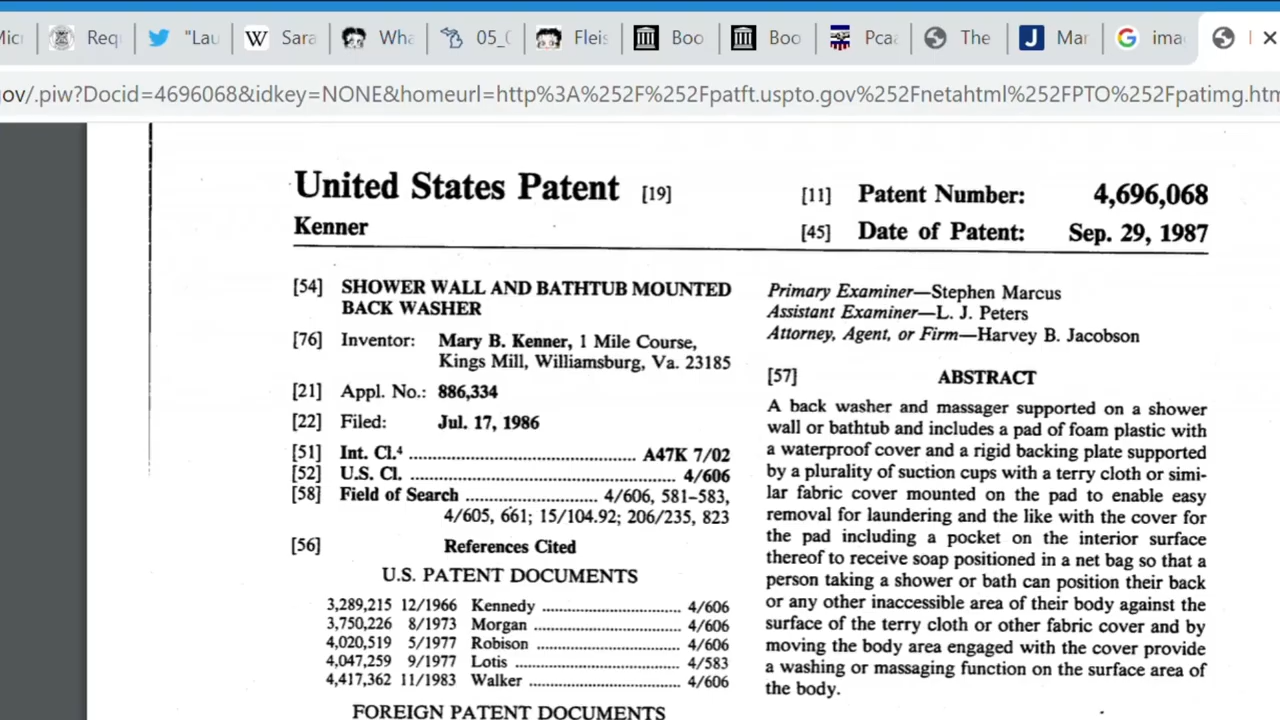 Req
"Lau
Sara
Wha
05_
Fleis
Boo
Boo
Pcaa
The
Mar
ima
ov/.piw?Docid=4696068&idkey=NONE&homeurl=http%3A%252F%252Fpatft.uspto.gov%252Fnetahtml%252FPTO%252Fpatimg.htm
United States Patent [19]
Kenner
[11] Patent Number: 4,696,068
[45] Date of Patent: Sep. 29, 1987
[54] SHOWER WALL AND BATHTUB MOUNTED
BACK WASHER
[76] Inventor: Mary B. Kenner, 1 Mile Course,
Kings Mill, Williamsburg, Va. 23185
[21] Appl. No.: 886,334
[22] Filed: Jul. 17, 1986
[51] Int. Cl.⁴ ........................................ A47K 7/02
[52] U.S. Cl. ................................................ 4/606
[58] Field of Search ....................... 4/606, 581–583,
4/605, 661; 15/104.92; 206/235, 823
[56] References Cited
U.S. PATENT DOCUMENTS
3,289,215 12/1966 Kennedy ............................ 4/606
3,750,226 8/1973 Morgan .............................. 4/606
4,020,519 5/1977 Robison .............................. 4/606
4,047,259 9/1977 Lotis .................................. 4/583
4,417,362 11/1983 Walker .............................. 4/606
FOREIGN PATENT DOCUMENTS
Primary Examiner—Stephen Marcus
Assistant Examiner—L. J. Peters
Attorney, Agent, or Firm—Harvey B. Jacobson
[57] ABSTRACT
A back washer and massager supported on a shower
wall or bathtub and includes a pad of foam plastic with
a waterproof cover and a rigid backing plate supported
by a plurality of suction cups with a terry cloth or simi-
lar fabric cover mounted on the pad to enable easy
removal for laundering and the like with the cover for
the pad including a pocket on the interior surface
thereof to receive soap positioned in a net bag so that a
person taking a shower or bath can position their back
or any other inaccessible area of their body against the
surface of the terry cloth or other fabric cover and by
moving the body area engaged with the cover provide
a washing or massaging function on the surface area of
the body.